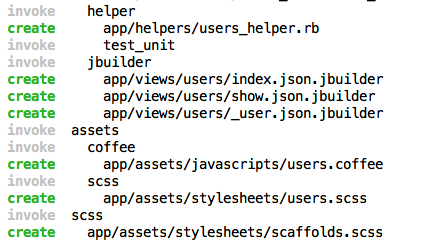 invoke    helper
create      app/helpers/users_helper.rb
invoke      test_unit
invoke    jbuilder
create      app/views/users/index.json.jbuilder
create      app/views/users/show.json.jbuilder
create      app/views/users/_user.json.jbuilder
invoke  assets
invoke    coffee
create      app/assets/javascripts/users.coffee
invoke    scss
create      app/assets/stylesheets/users.scss
invoke  scss
create    app/assets/stylesheets/scaffolds.scss